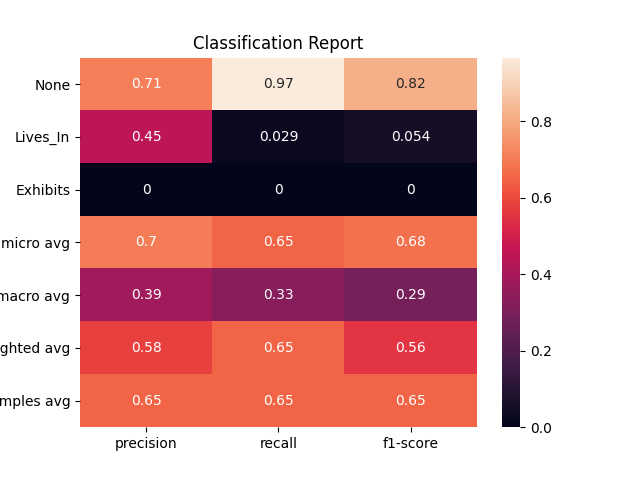 Classification Report
None 0.71 0.97 0.82
Lives_In 0.45 0.029 0.054
Exhibits 0 0 0
micro avg 0.7 0.65 0.68
macro avg 0.39 0.33 0.29
ghted avg 0.58 0.65 0.56
mples avg 0.65 0.65 0.65
precision recall f1-score
0.8
0.6
0.4
0.2
0.0